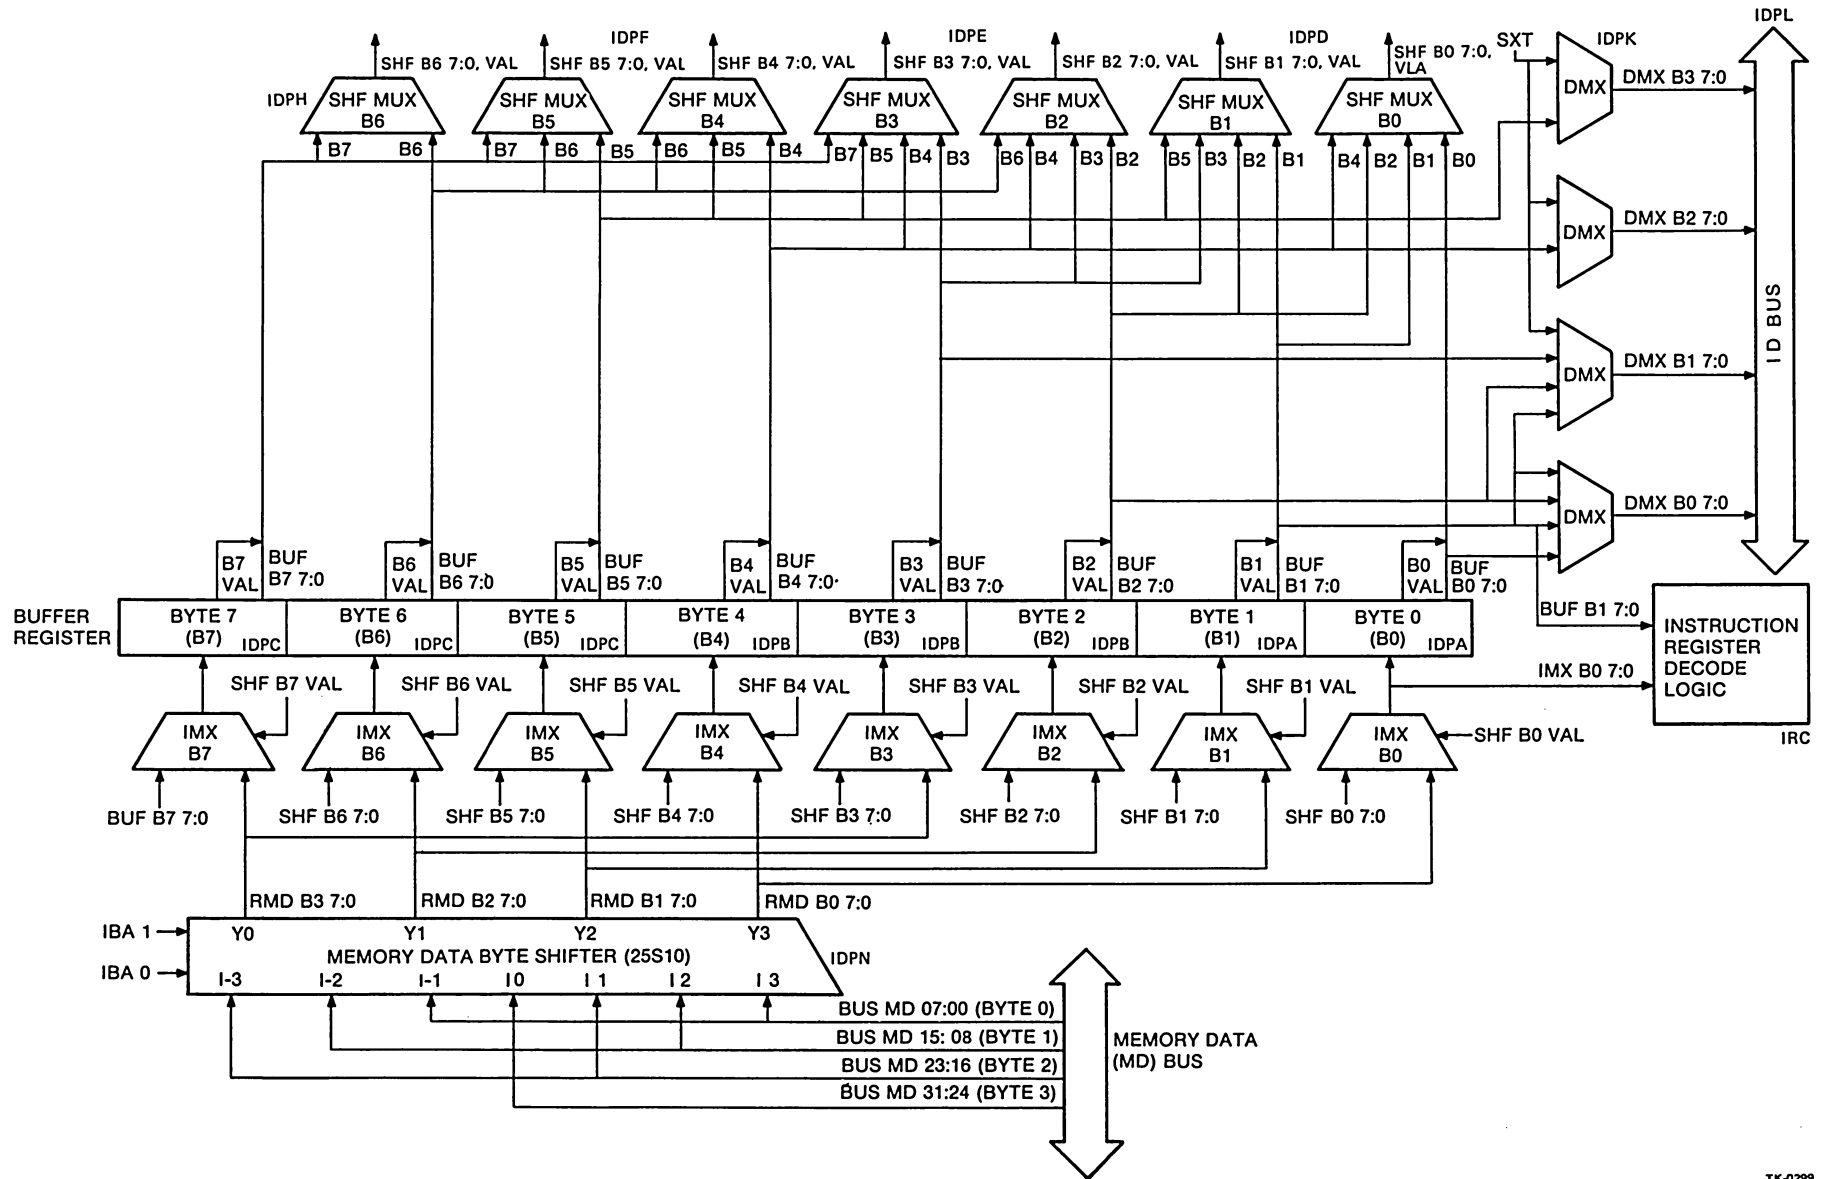 IDPL
IDPF
IDPE
IDPD
SXT
IDPK
SHF B6 7:0, VAL
SHF B5 7:0, VAL
SHF B4 7:0, VAL
SHF B3 7:0, VAL
SHF B2 7:0, VAL
SHF B1 7:0, VAL
SHF B0 7:0,
VLA
IDPH
SHF MUX
B6
SHF MUX
B5
SHF MUX
B4
SHF MUX
B3
SHF MUX
B2
SHF MUX
B1
SHF MUX
B0
DMX
DMX B3 7:0
B7
B6
B7
B6
B5
B6
B5
B4
B7
B5
B4
B3
B6
B4
B3
B2
B5
B3
B2
B1
B4
B2
B1
B0
DMX
DMX B2 7:0
ID BUS
DMX
DMX B1 7:0
DMX
DMX B0 7:0
B7
VAL
BUF
B7 7:0
B6
VAL
BUF
B6 7:0
B5
VAL
BUF
B5 7:0
B4
VAL
BUF
B4 7:0
B3
VAL
BUF
B3 7:0
B2
VAL
BUF
B2 7:0
B1
VAL
BUF
B1 7:0
B0
VAL
BUF
B0 7:0
BUFFER
REGISTER
BYTE 7
(B7)
IDPC
BYTE 6
(B6)
IDPC
BYTE 5
(B5)
IDPC
BYTE 4
(B4)
IDPB
BYTE 3
(B3)
IDPB
BYTE 2
(B2)
IDPB
BYTE 1
(B1)
IDPA
BYTE 0
(B0)
IDPA
BUF B1 7:0
IMX B0 7:0
INSTRUCTION
REGISTER
DECODE
LOGIC
IRC
SHF B7 VAL
SHF B6 VAL
SHF B5 VAL
SHF B4 VAL
SHF B3 VAL
SHF B2 VAL
SHF B1 VAL
SHF B0 VAL
IMX
B7
IMX
B6
IMX
B5
IMX
B4
IMX
B3
IMX
B2
IMX
B1
IMX
B0
BUF B7 7:0
SHF B6 7:0
SHF B5 7:0
SHF B4 7:0
SHF B3 7:0
SHF B2 7:0
SHF B1 7:0
SHF B0 7:0
RMD B3 7:0
RMD B2 7:0
RMD B1 7:0
RMD B0 7:0
IBA 1
IBA 0
Y0
Y1
Y2
Y3
MEMORY DATA BYTE SHIFTER (25S10)
IDPN
I-3
I-2
I-1
I 0
I 1
I 2
I 3
BUS MD 07:00 (BYTE 0)
BUS MD 15:08 (BYTE 1)
BUS MD 23:16 (BYTE 2)
BUS MD 31:24 (BYTE 3)
MEMORY DATA
(MD) BUS
TK-0299